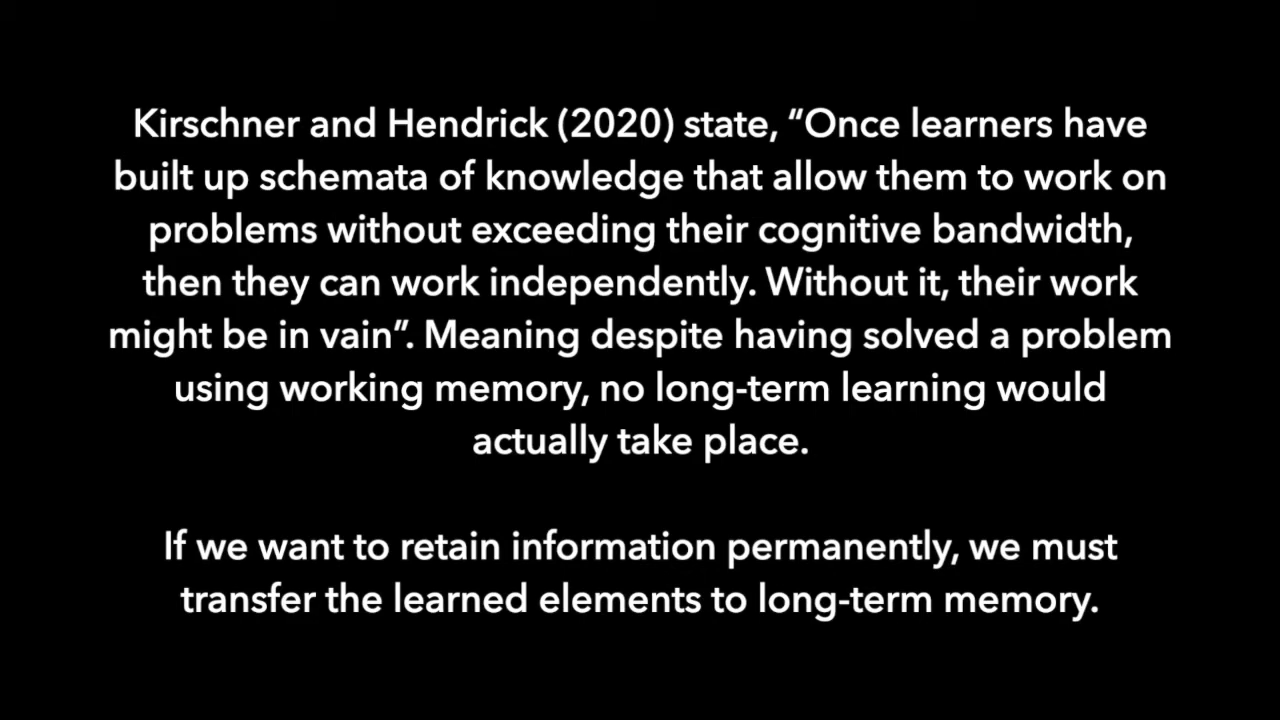 Kirschner and Hendrick (2020) state, “Once learners have
built up schemata of knowledge that allow them to work on
problems without exceeding their cognitive bandwidth,
then they can work independently. Without it, their work
might be in vain”. Meaning despite having solved a problem
using working memory, no long-term learning would
actually take place.
If we want to retain information permanently, we must
transfer the learned elements to long-term memory.